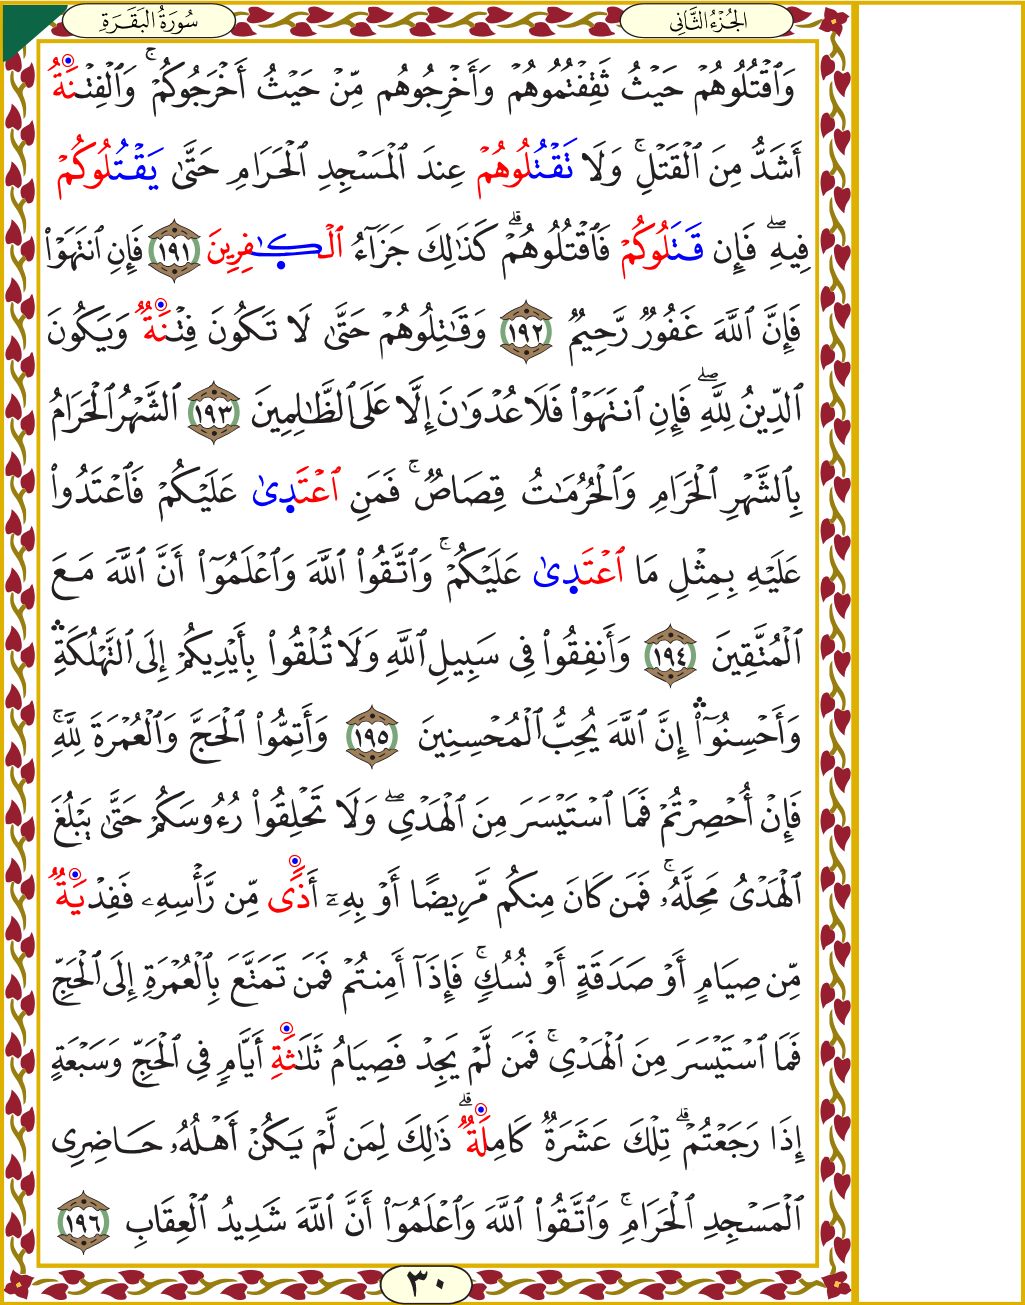 الجُزْءُ الثَّانِي
سُورَةُ البَقَرَةِ
وَٱقْتُلُوهُمْ حَيْثُ ثَقِفْتُمُوهُمْ وَأَخْرِجُوهُم مِّنْ حَيْثُ أَخْرَجُوكُمْ ۚ وَٱلْفِتْنَةُ
أَشَدُّ مِنَ ٱلْقَتْلِ ۚ وَلَا تَقْتُلُوهُمْ عِندَ ٱلْمَسْجِدِ ٱلْحَرَامِ حَتَّىٰ يَقْتُلُوكُمْ
فِيهِ ۖ فَإِن قَتَلُوكُمْ فَٱقْتُلُوهُمْ ۗ كَذَٰلِكَ جَزَآءُ ٱلْكَٰفِرِينَ ١٩١ فَإِنِ ٱنتَهَوْا۟
فَإِنَّ ٱللَّهَ غَفُورٌ رَّحِيمٌ ١٩٢ وَقَٰتِلُوهُمْ حَتَّىٰ لَا تَكُونَ فِتْنَةٌ وَيَكُونَ
ٱلدِّينُ لِلَّهِ ۖ فَإِنِ ٱنتَهَوْا۟ فَلَا عُدْوَٰنَ إِلَّا عَلَى ٱلظَّٰلِمِينَ ١٩٣ ٱلشَّهْرُ ٱلْحَرَامُ
بِٱلشَّهْرِ ٱلْحَرَامِ وَٱلْحُرُمَٰتُ قِصَاصٌ ۚ فَمَنِ ٱعْتَدِىٰ عَلَيْكُمْ فَٱعْتَدُوا۟
عَلَيْهِ بِمِثْلِ مَا ٱعْتَدِىٰ عَلَيْكُمْ ۚ وَٱتَّقُوا۟ ٱللَّهَ وَٱعْلَمُوٓا۟ أَنَّ ٱللَّهَ مَعَ
ٱلْمُتَّقِينَ ١٩٤ وَأَنفِقُوا۟ فِى سَبِيلِ ٱللَّهِ وَلَا تُلْقُوا۟ بِأَيْدِيكُمْ إِلَى ٱلتَّهْلُكَةِ ۛ
وَأَحْسِنُوٓا۟ ۛ إِنَّ ٱللَّهَ يُحِبُّ ٱلْمُحْسِنِينَ ١٩٥ وَأَتِمُّوا۟ ٱلْحَجَّ وَٱلْعُمْرَةَ لِلَّهِ ۚ
فَإِنْ أُحْصِرْتُمْ فَمَا ٱسْتَيْسَرَ مِنَ ٱلْهَدْىِ ۖ وَلَا تَحْلِقُوا۟ رُءُوسَكُمْ حَتَّىٰ يَبْلُغَ
ٱلْهَدْىُ مَحِلَّهُۥ ۚ فَمَن كَانَ مِنكُم مَّرِيضًا أَوْ بِهِۦٓ أَذًى مِّن رَّأْسِهِۦ فَفِدْيَةٌ
مِّن صِيَامٍ أَوْ صَدَقَةٍ أَوْ نُسُكٍ ۚ فَإِذَآ أَمِنتُمْ فَمَن تَمَتَّعَ بِٱلْعُمْرَةِ إِلَى ٱلْحَجِّ
فَمَا ٱسْتَيْسَرَ مِنَ ٱلْهَدْىِ ۚ فَمَن لَّمْ يَجِدْ فَصِيَامُ ثَلَٰثَةِ أَيَّامٍ فِى ٱلْحَجِّ وَسَبْعَةٍ
إِذَا رَجَعْتُمْ ۗ تِلْكَ عَشَرَةٌ كَامِلَةٌ ۗ ذَٰلِكَ لِمَن لَّمْ يَكُنْ أَهْلُهُۥ حَاضِرِى
ٱلْمَسْجِدِ ٱلْحَرَامِ ۚ وَٱتَّقُوا۟ ٱللَّهَ وَٱعْلَمُوٓا۟ أَنَّ ٱللَّهَ شَدِيدُ ٱلْعِقَابِ ١٩٦
٣٠